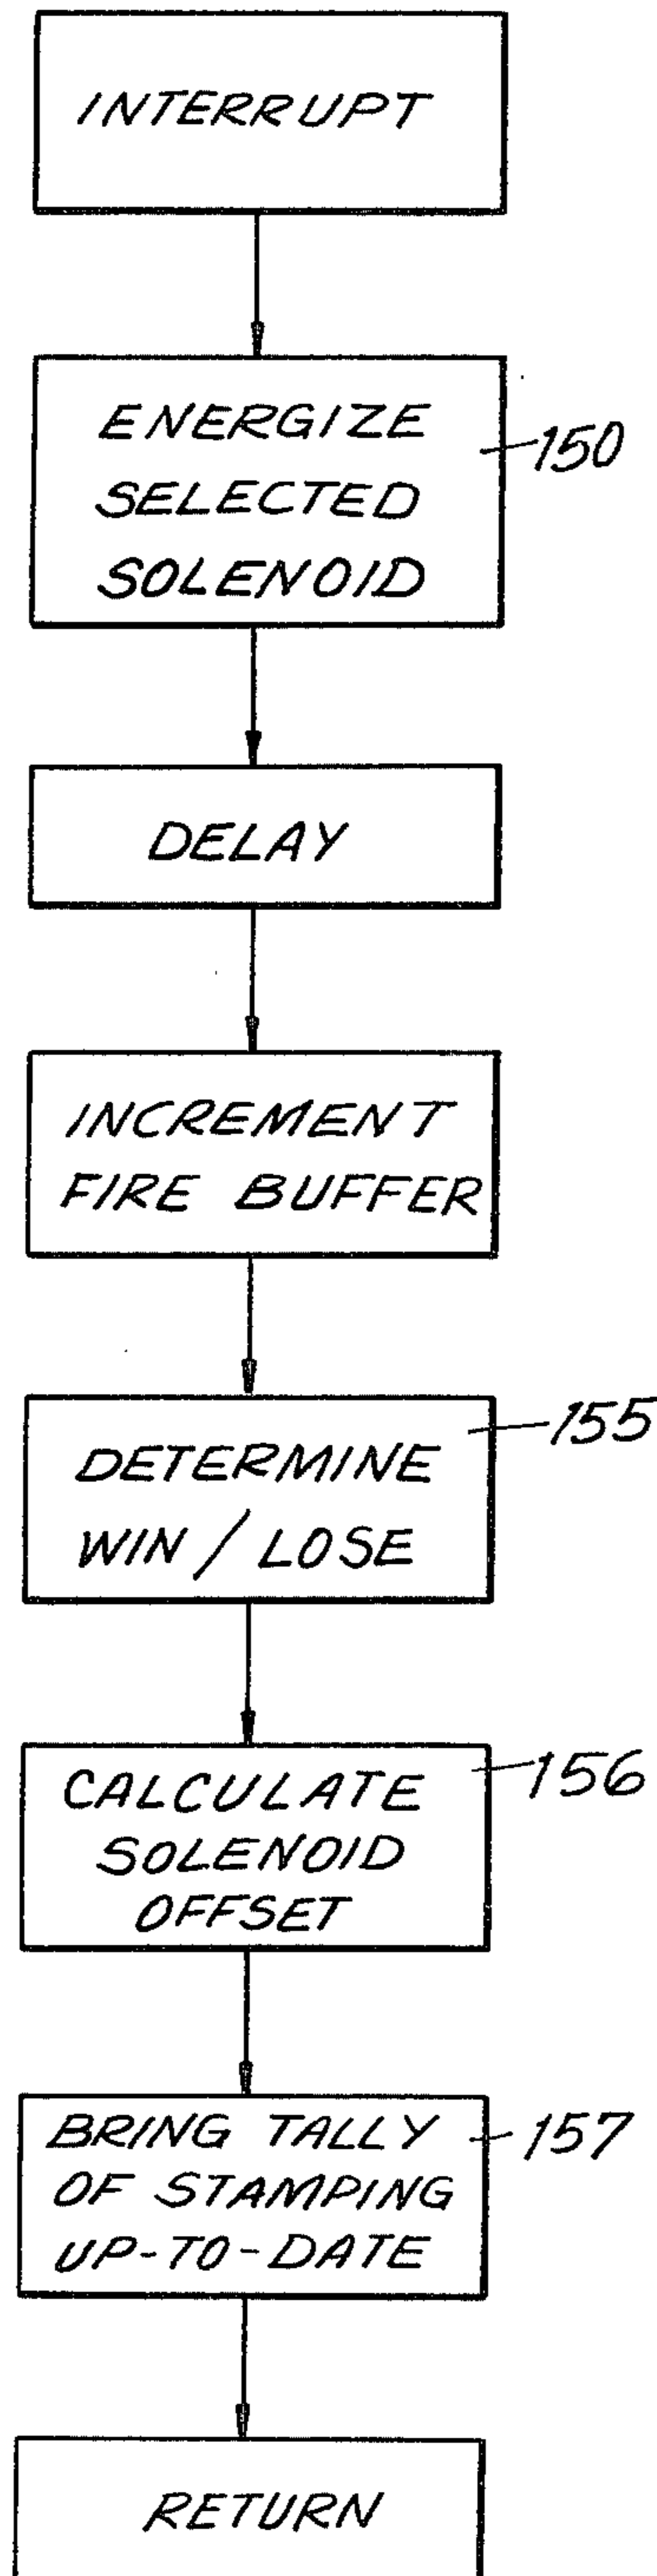 INTERRUPT
ENERGIZE
SELECTED
SOLENOID
150
DELAY
INCREMENT
FIRE BUFFER
DETERMINE
WIN / LOSE
155
CALCULATE
SOLENOID
OFFSET
156
BRING TALLY
OF STAMPING
UP-TO-DATE
157
RETURN